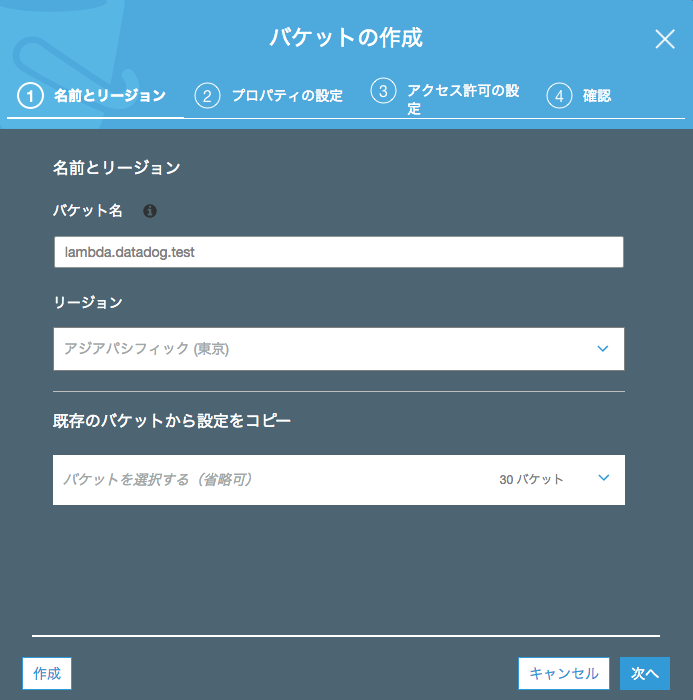 バケットの作成
1 名前とリージョン
2 プロパティの設定
3 アクセス許可の設
定
4 確認
名前とリージョン
バケット名
lambda.datadog.test
リージョン
アジアパシフィック (東京)
既存のバケットから設定をコピー
バケットを選択する（省略可） 30 バケット
作成 キャンセル 次へ